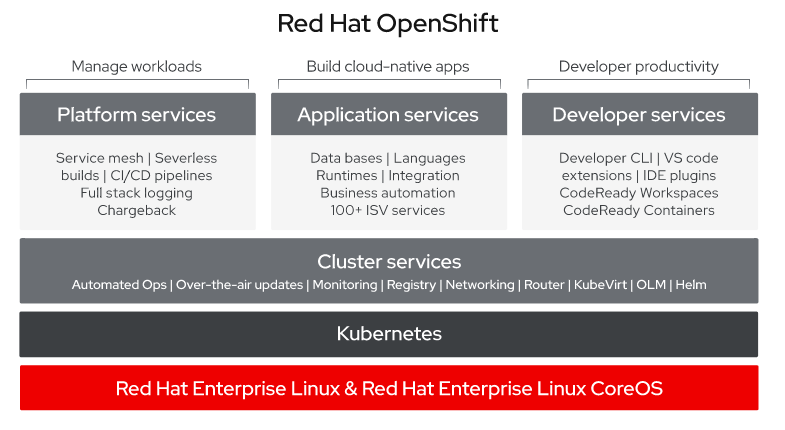 Red Hat OpenShift
Manage workloads
Build cloud-native apps
Developer productivity
Platform services
Application services
Developer services
Service mesh | Severless
builds | CI/CD pipelines
Full stack logging
Chargeback
Data bases | Languages
Runtimes | Integration
Business automation
100+ ISV services
Developer CLI | VS code
extensions | IDE plugins
CodeReady Workspaces
CodeReady Containers
Cluster services
Automated Ops | Over-the-air updates | Monitoring | Registry | Networking | Router | KubeVirt | OLM | Helm
Kubernetes
Red Hat Enterprise Linux & Red Hat Enterprise Linux CoreOS